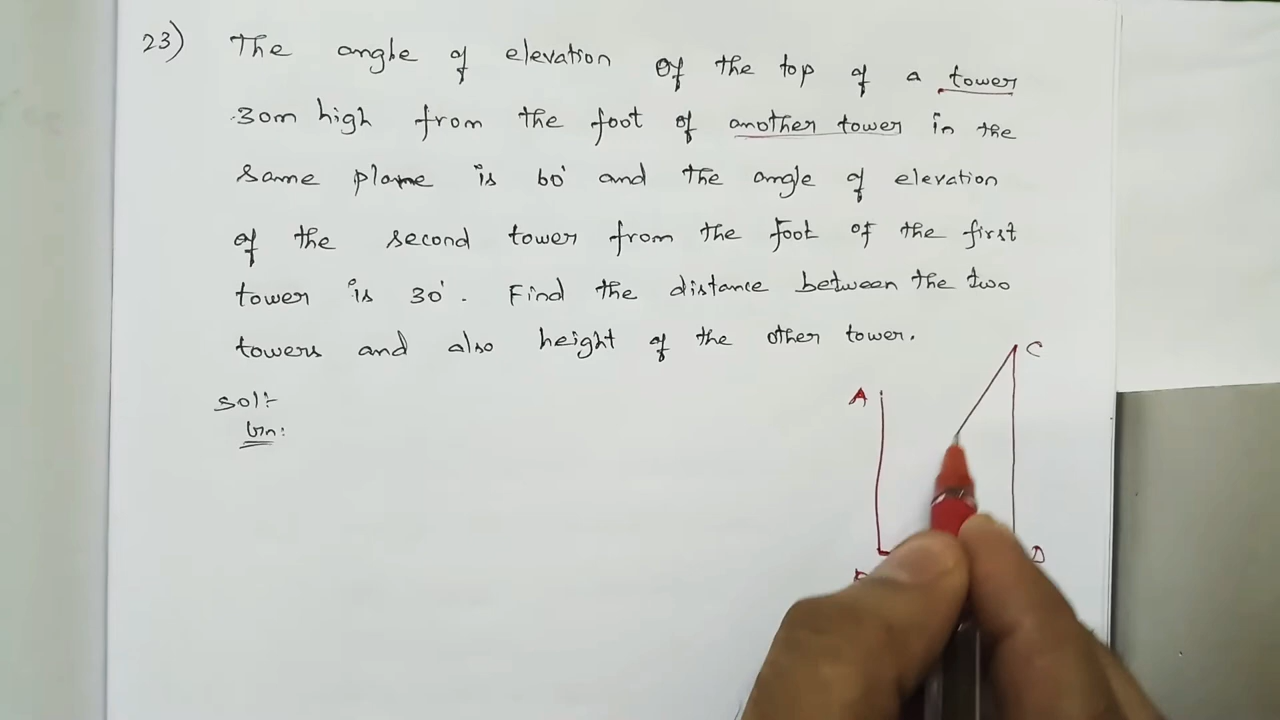 23) The angle of elevation of the top of a tower
30m high from the foot of another tower in the
same plane is 60° and the angle of elevation
of the second tower from the foot of the first
tower is 30°. Find the distance between the two
towers and also height of the other tower.
Sol:-
Gn:
A
C
D